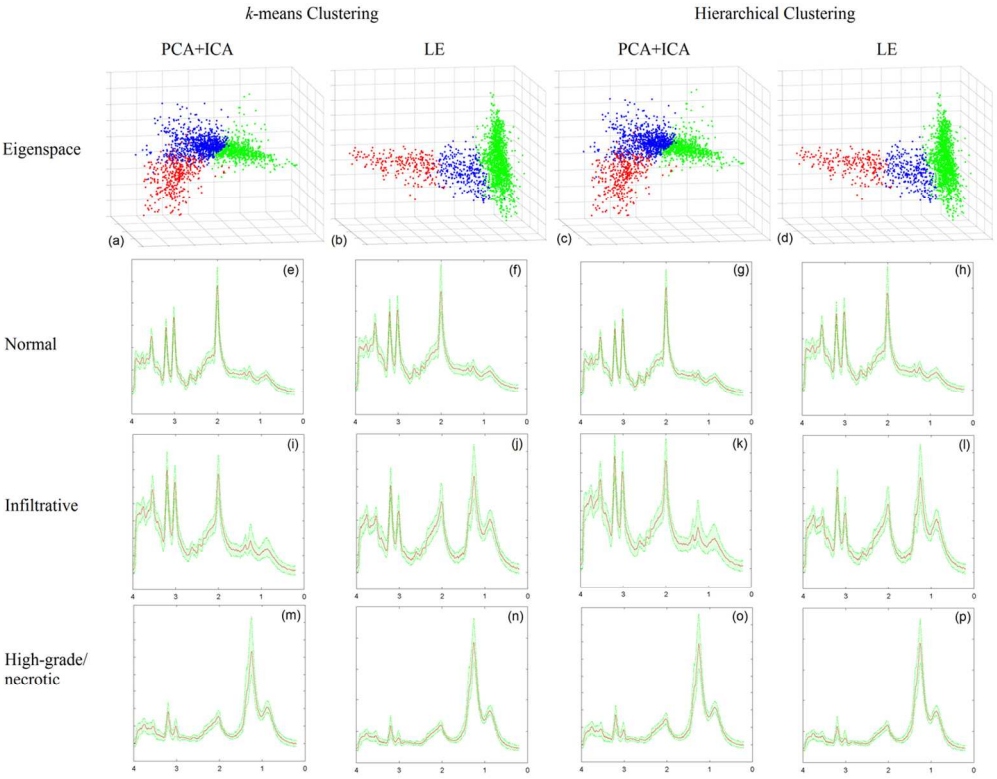 k-means Clustering Hierarchical Clustering
PCA+ICA LE PCA+ICA LE
Eigenspace
(a) (b) (c) (d)
Normal
(e) (f) (g) (h)
4 3 2 1 0 4 3 2 1 0 4 3 2 1 0 4 3 2 1 0
Infiltrative
(i) (j) (k) (l)
4 3 2 1 0 4 3 2 1 0 4 3 2 1 0 4 3 2 1 0
High-grade/
necrotic
(m) (n) (o) (p)
4 3 2 1 0 4 3 2 1 0 4 3 2 1 0 4 3 2 1 0